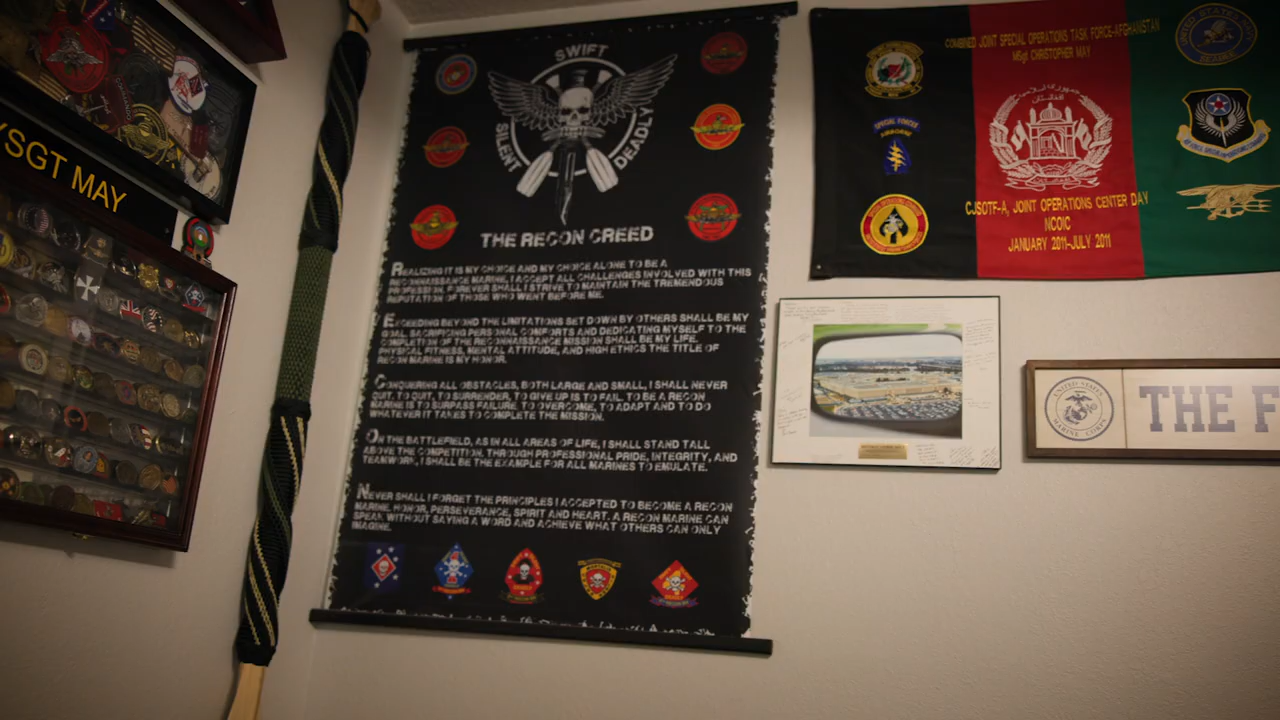 SGT MAY
SWIFT
SILENT
DEADLY
THE RECON CREED
REALIZING IT IS MY CHOICE AND MY CHOICE ALONE TO BE A
RECONNAISSANCE MARINE, I ACCEPT ALL CHALLENGES INVOLVED WITH THIS
PROFESSION. FOREVER SHALL I STRIVE TO MAINTAIN THE TREMENDOUS
REPUTATION OF THOSE WHO WENT BEFORE ME.
EXCEEDING BEYOND THE LIMITATIONS SET DOWN BY OTHERS SHALL BE MY
GOAL. SACRIFICING PERSONAL COMFORTS AND DEDICATING MYSELF TO THE
COMPLETION OF THE RECONNAISSANCE MISSION SHALL BE MY LIFE.
PHYSICAL FITNESS, MENTAL ATTITUDE, AND HIGH ETHICS THE TITLE OF
RECON MARINE IS MY HONOR.
CONQUERING ALL OBSTACLES, BOTH LARGE AND SMALL, I SHALL NEVER
QUIT. TO QUIT, TO SURRENDER, TO GIVE UP IS TO FAIL. TO BE A RECON
MARINE IS TO SURPASS FAILURE. TO OVERCOME, TO ADAPT AND TO DO
WHATEVER IT TAKES TO COMPLETE THE MISSION.
ON THE BATTLEFIELD, AS IN ALL AREAS OF LIFE, I SHALL STAND TALL
ABOVE THE COMPETITION. THROUGH PROFESSIONAL PRIDE, INTEGRITY, AND
TEAMWORK, I SHALL BE THE EXAMPLE FOR ALL MARINES TO EMULATE.
NEVER SHALL I FORGET THE PRINCIPLES I ACCEPTED TO BECOME A RECON
MARINE. HONOR, PERSEVERANCE, SPIRIT AND HEART. A RECON MARINE CAN
SPEAK WITHOUT SAYING A WORD AND ACHIEVE WHAT OTHERS CAN ONLY
IMAGINE.
COMBINED JOINT SPECIAL OPERATIONS TASK FORCE-AFGHANISTAN
MSgt CHRISTOPHER MAY
SPECIAL FORCES
AIRBORNE
UNITED STATES
SEABEES
CJSOTF-A, JOINT OPERATIONS CENTER DAY
NCOIC
JANUARY 2011-JULY 2011
UNITED STATES
MARINE CORPS
THE F